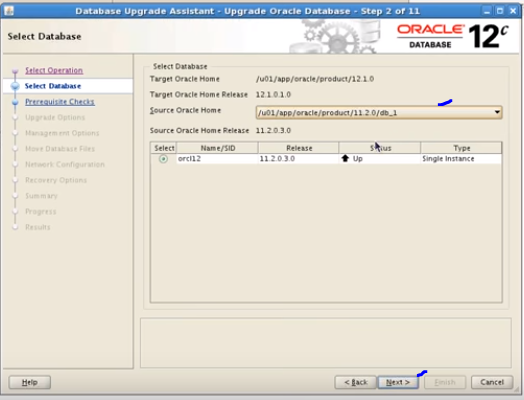 Database Upgrade Assistant - Upgrade Oracle Database - Step 2 of 11
Select Database
ORACLE
DATABASE
12c
Select Operation
Select Database
Prerequisite Checks
Upgrade Options
Management Options
Move Database Files
Network Configuration
Recovery Options
Summary
Progress
Results
Select Database
Target Oracle Home /u01/app/oracle/product/12.1.0
Target Oracle Home Release 12.1.0.1.0
Source Oracle Home /u01/app/oracle/product/11.2.0/db_1
Source Oracle Home Release 11.2.0.3.0
Select Name/SID Release Status Type
orcl12 11.2.0.3.0 Up Single Instance
Help < Back Next > Finish Cancel